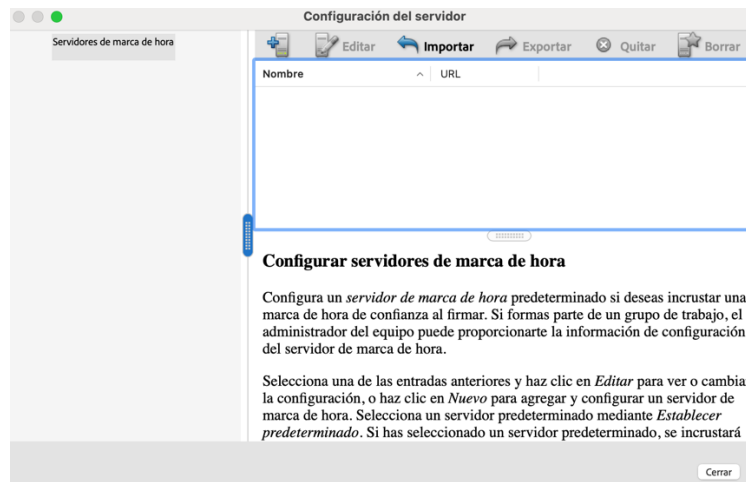 Configuración del servidor
Servidores de marca de hora
Editar Importar Exportar Quitar Borrar
Nombre URL
Configurar servidores de marca de hora
Configura un servidor de marca de hora predeterminado si deseas incrustar una
marca de hora de confianza al firmar. Si formas parte de un grupo de trabajo, el
administrador del equipo puede proporcionarte la información de configuración
del servidor de marca de hora.
Selecciona una de las entradas anteriores y haz clic en Editar para ver o cambia
la configuración, o haz clic en Nuevo para agregar y configurar un servidor de
marca de hora. Selecciona un servidor predeterminado mediante Establecer
predeterminado. Si has seleccionado un servidor predeterminado, se incrustará
Cerrar